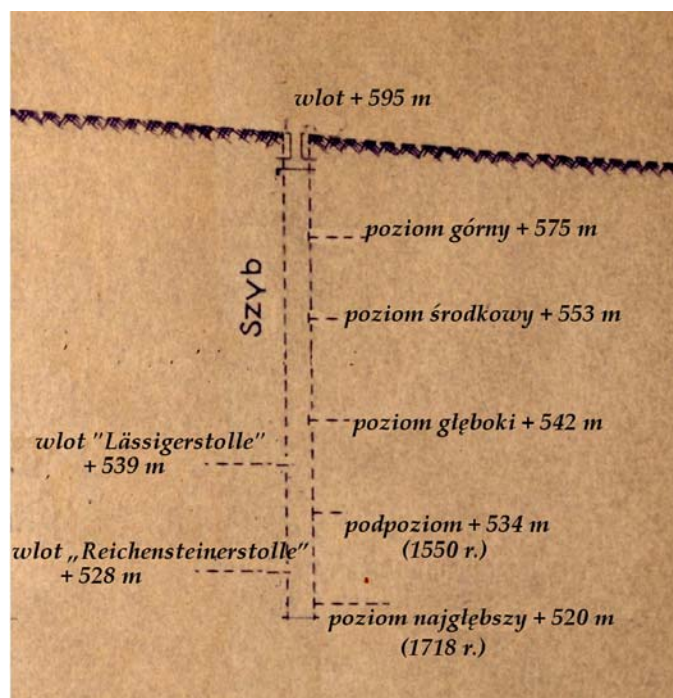 wlot + 595 m
poziom górny + 575 m
Szyb
poziom środkowy + 553 m
poziom głęboki + 542 m
wlot "Lässigerstolle"
+ 539 m
podpoziom + 534 m
(1550 r.)
wlot „Reichensteinerstolle”
+ 528 m
poziom najgłębszy + 520 m
(1718 r.)